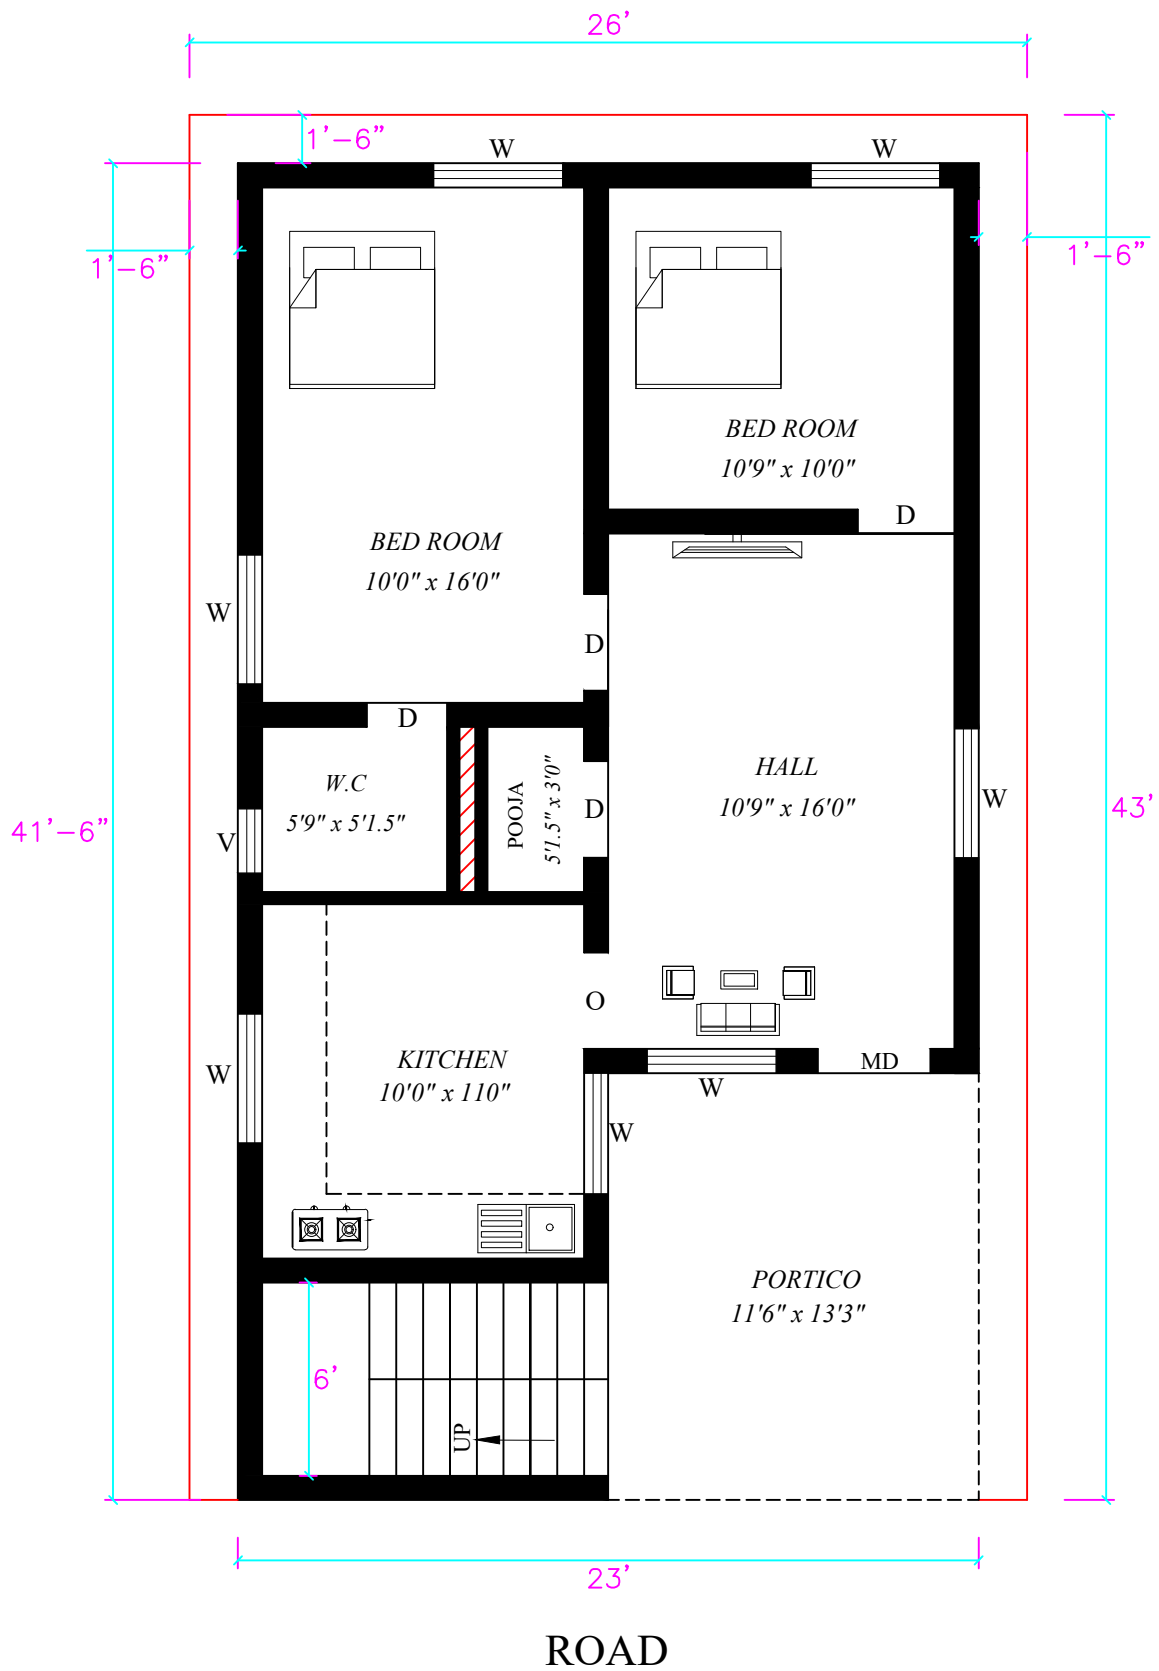 26'
1'-6"
W
W
1'-6"
1'-6"
BED ROOM
10'9" x 10'0"
D
BED ROOM
10'0" x 16'0"
W
D
D
W.C
5'9" x 5'1.5"
POOJA
5'1.5" x 3'0"
D
HALL
10'9" x 16'0"
W
V
41'-6"
43'
O
KITCHEN
10'0" x 110"
W
MD
W
W
PORTICO
11'6" x 13'3"
6'
UP
23'
ROAD